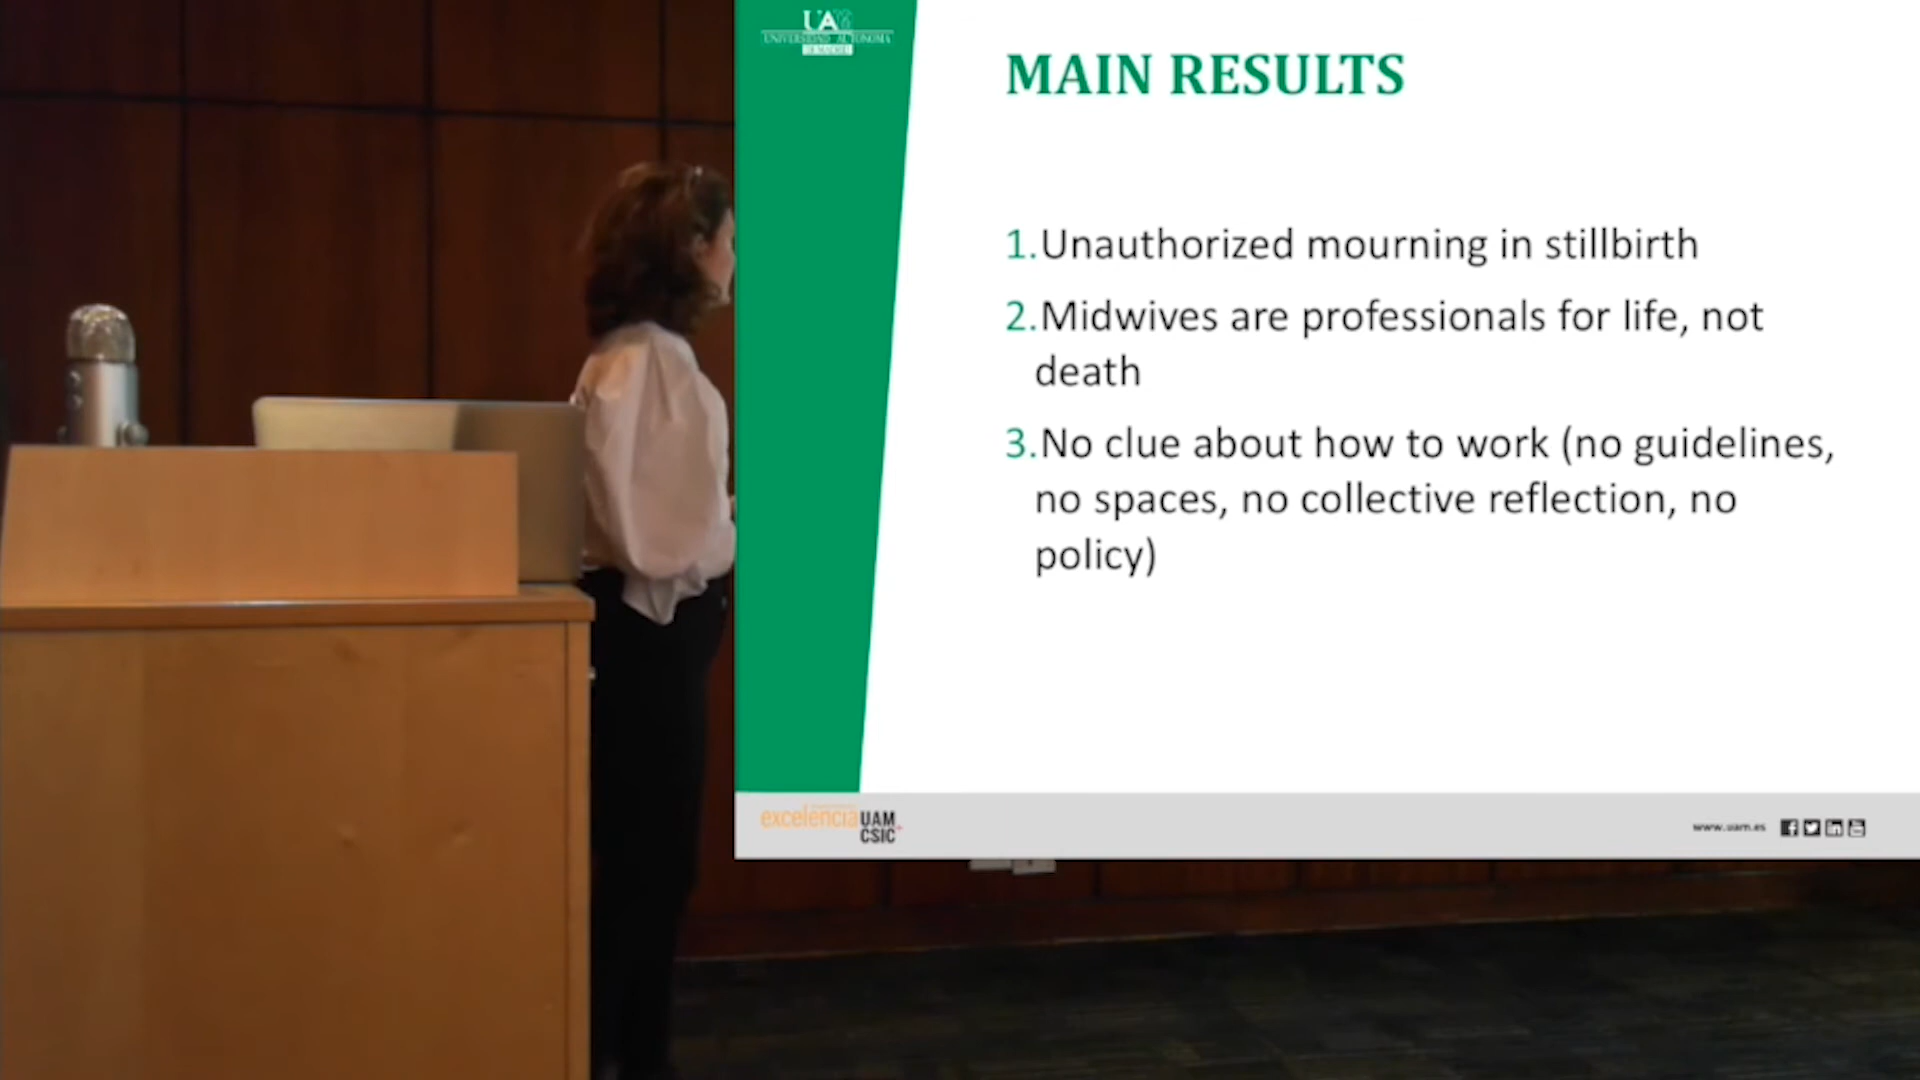 UAM
UNIVERSIDAD AUTONOMA
DE MADRID
MAIN RESULTS
1.Unauthorized mourning in stillbirth
2.Midwives are professionals for life, not
death
3.No clue about how to work (no guidelines,
no spaces, no collective reflection, no
policy)
excelencia UAM
CSIC+
www.uam.es